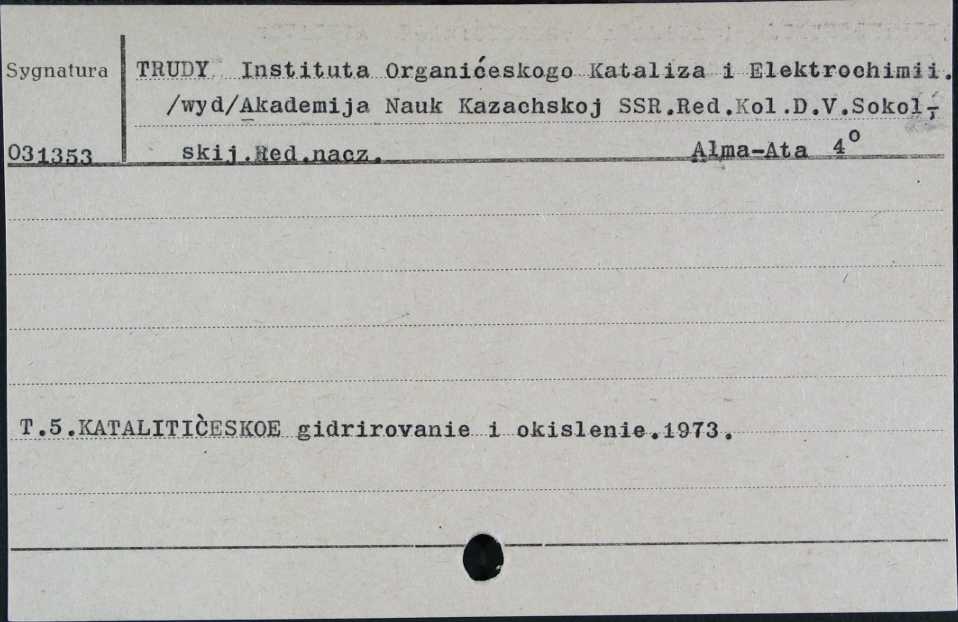 Sygnatura TRUDY Instituta Organićeskogo Kataliza i Elektrochimii.
/wyd/Akademija Nauk Kazachskoj SSR.Red.Kol.D.V.Sokol-
031353 skij.Red.nacz. Alma-Ata 4°
T.5.KATALITIČESKOE gidrirovanie i okislenie.1973.